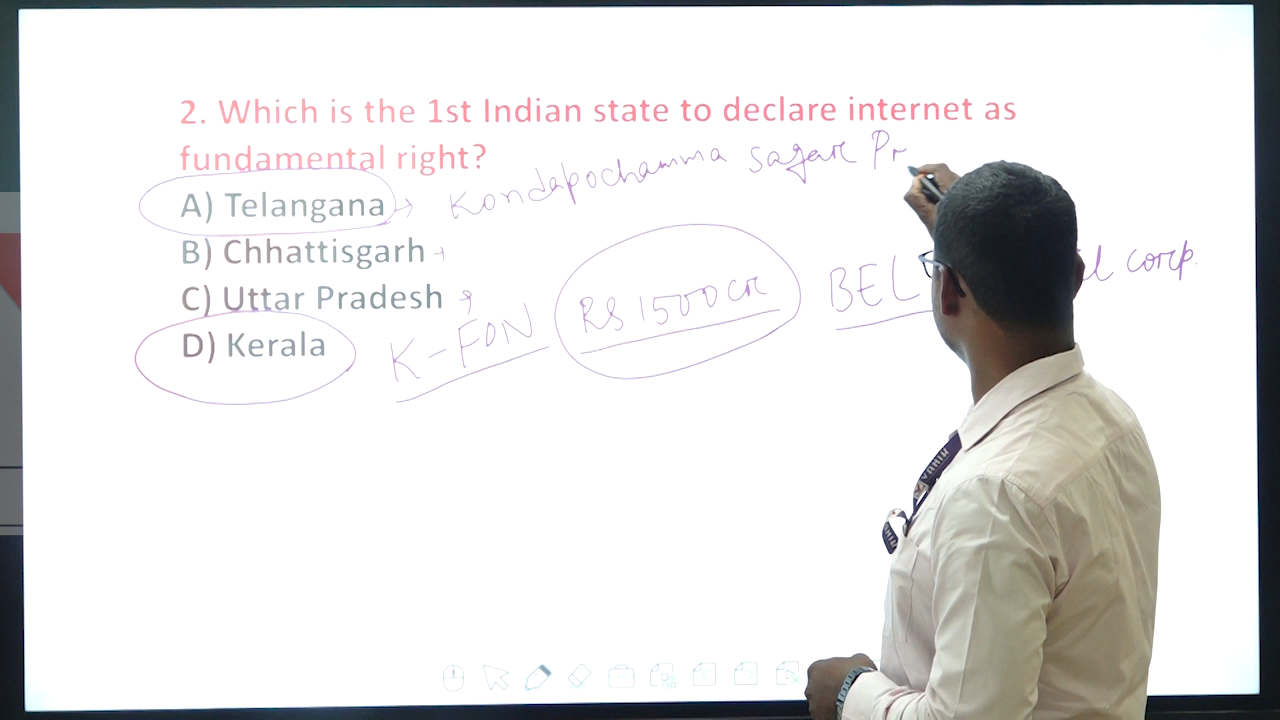 2. Which is the 1st Indian state to declare internet as
fundamental right?
A) Telangana → Kondapochamma Sagar Pr
B) Chhattisgarh
C) Uttar Pradesh
D) Kerala K-FON RS 1500 cr BEL corp.